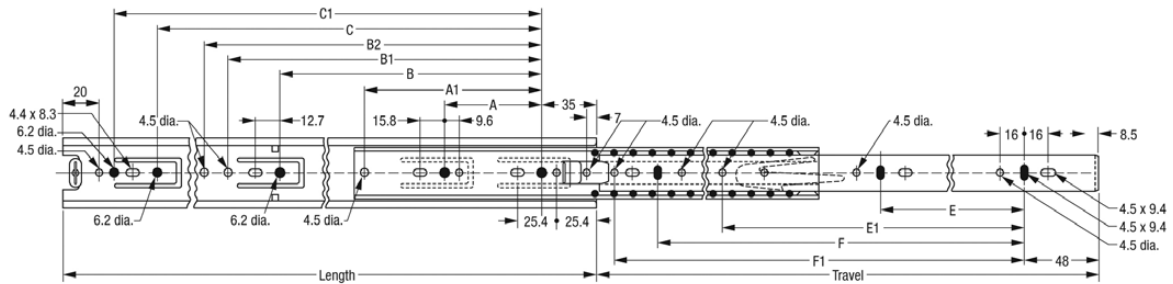 C1
C
B2
B1
B
A1
20
A
35
4.4 x 8.3
6.2 dia.
4.5 dia.
4.5 dia.
12.7
15.8
9.6
7
4.5 dia.
4.5 dia.
4.5 dia.
16
16
8.5
6.2 dia.
6.2 dia.
4.5 dia.
25.4
25.4
E
E1
F
F1
48
4.5 x 9.4
4.5 x 9.4
4.5 dia.
Length
Travel